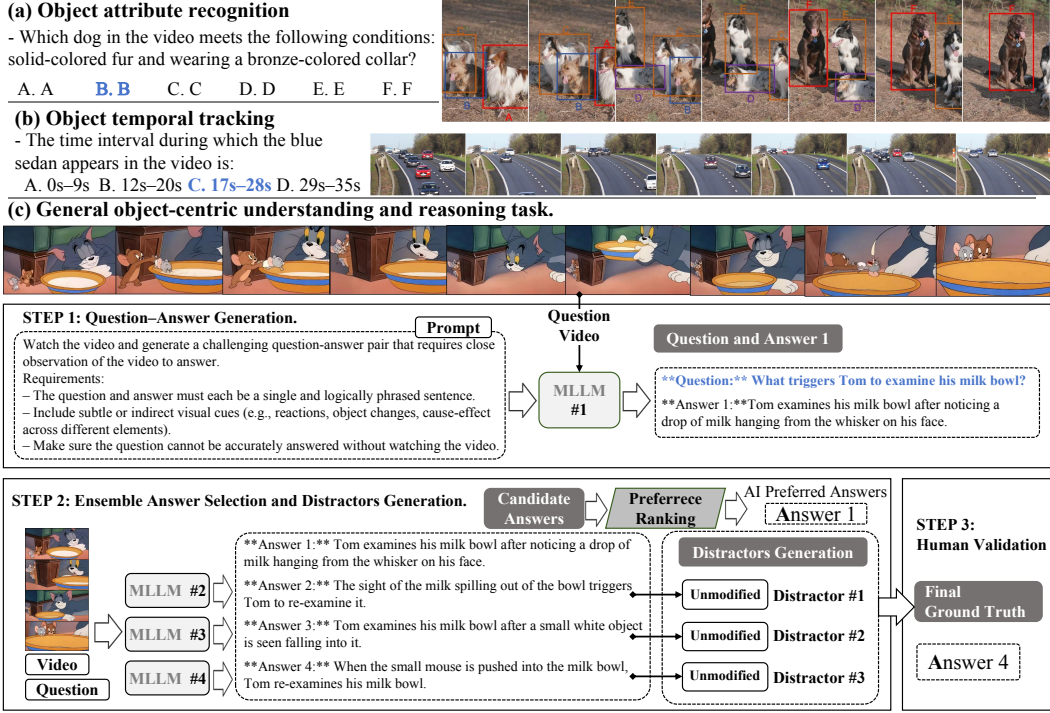 (a) Object attribute recognition
- Which dog in the video meets the following conditions:
solid-colored fur and wearing a bronze-colored collar?
A. A B. B C. C D. D E. E F. F
(b) Object temporal tracking
- The time interval during which the blue
sedan appears in the video is:
A. 0s–9s B. 12s–20s C. 17s–28s D. 29s–35s
(c) General object-centric understanding and reasoning task.
STEP 1: Question–Answer Generation.
Prompt
Watch the video and generate a challenging question-answer pair that requires close
observation of the video to answer.
Requirements:
– The question and answer must each be a single and logically phrased sentence.
– Include subtle or indirect visual cues (e.g., reactions, object changes, cause-effect
across different elements).
– Make sure the question cannot be accurately answered without watching the video.
Question
Video
MLLM
#1
Question and Answer 1
**Question:** What triggers Tom to examine his milk bowl?
**Answer 1:**Tom examines his milk bowl after noticing a
drop of milk hanging from the whisker on his face.
STEP 2: Ensemble Answer Selection and Distractors Generation.
Candidate
Answers
Preferrece
Ranking
AI Preferred Answers
Answer 1
Video
Question
MLLM #2
MLLM #3
MLLM #4
**Answer 1:** Tom examines his milk bowl after noticing a drop of
milk hanging from the whisker on his face.
**Answer 2:** The sight of the milk spilling out of the bowl triggers
Tom to re-examine it.
**Answer 3:** Tom examines his milk bowl after a small white object
is seen falling into it.
**Answer 4:** When the small mouse is pushed into the milk bowl,
Tom re-examines his milk bowl.
Distractors Generation
Unmodified Distractor #1
Unmodified Distractor #2
Unmodified Distractor #3
STEP 3:
Human Validation
Final
Ground Truth
Answer 4